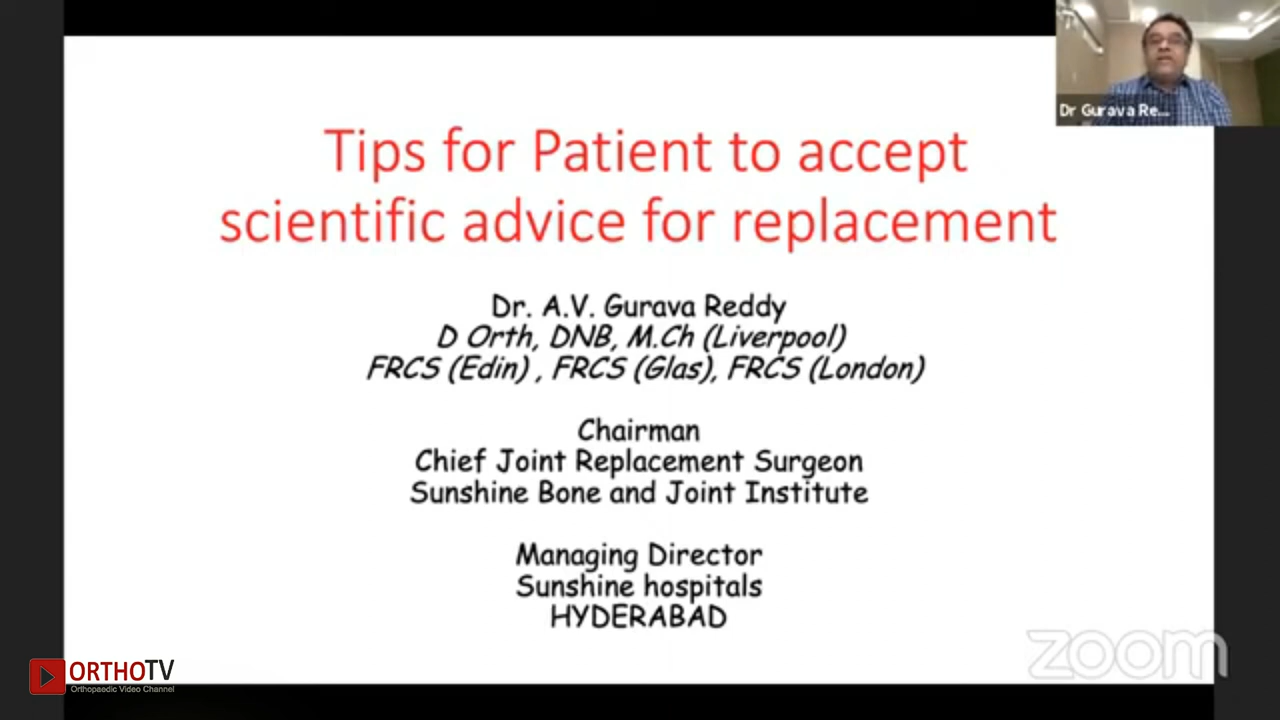 Dr Gurava Re...
Tips for Patient to accept
scientific advice for replacement
Dr. A.V. Gurava Reddy
D Orth, DNB, M.Ch (Liverpool)
FRCS (Edin) , FRCS (Glas), FRCS (London)
Chairman
Chief Joint Replacement Surgeon
Sunshine Bone and Joint Institute
Managing Director
Sunshine hospitals
HYDERABAD
zoom
ORTHOTV
Orthopaedic Video Channel